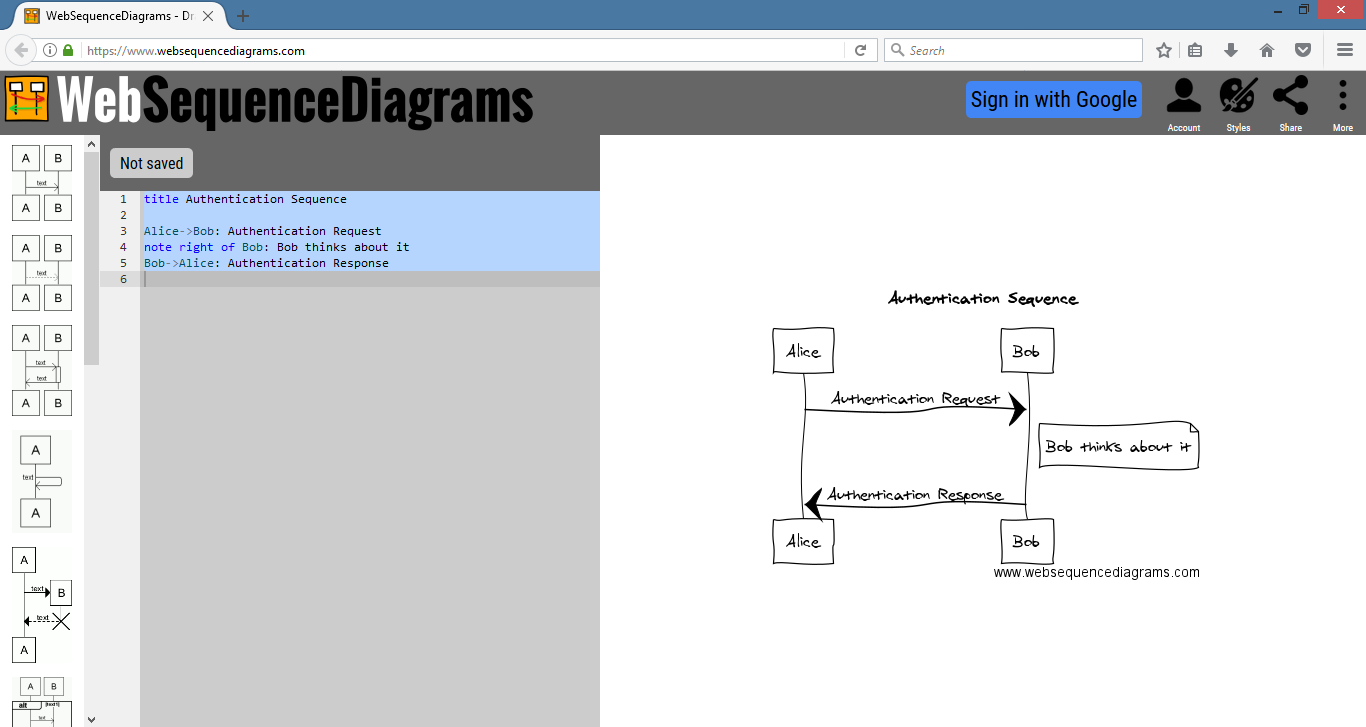 WebSequenceDiagrams - Dr
https://www.websequencediagrams.com
Search
WebSequenceDiagrams
Sign in with Google
Account
Styles
Share
More
Not saved
A B
text
A B
A B
text
A B
A B
text
text
A B
A
text
A
A
text
B
text
A
A B
alt
[text1]
text
1 title Authentication Sequence
2
3 Alice->Bob: Authentication Request
4 note right of Bob: Bob thinks about it
5 Bob->Alice: Authentication Response
6
Authentication Sequence
Alice Bob
Authentication Request
Bob thinks about it
Authentication Response
Alice Bob
www.websequencediagrams.com